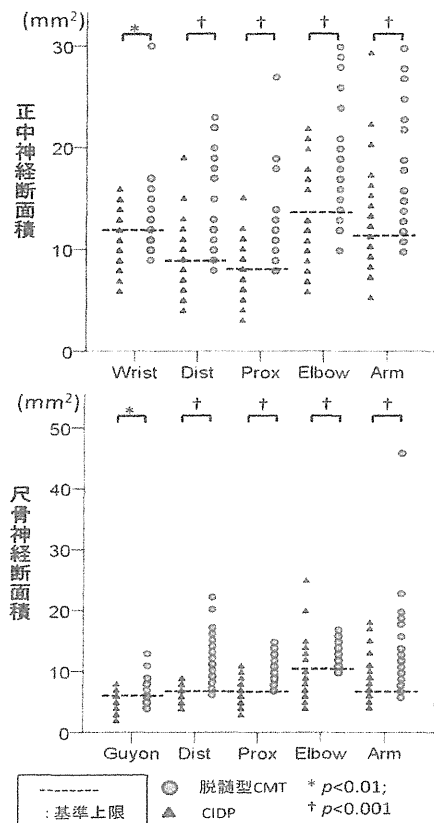 (mm²)
* † † † †
30
20
10
0
正中神経断面積
Wrist Dist Prox Elbow Arm
(mm²)
* † † † †
50
40
30
20
10
0
尺骨神経断面積
Guyon Dist Prox Elbow Arm
:基準上限
脱髄型CMT
CIDP
* p<0.01;
† p<0.001